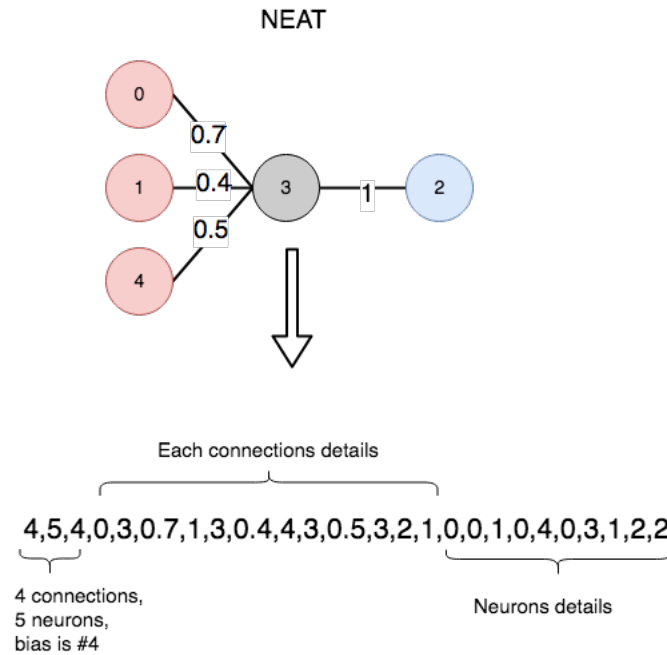 NEAT
0
0.7
1
0.4
3
1
2
0.5
4
Each connections details
4,5,4,0,3,0.7,1,3,0.4,4,3,0.5,3,2,1,0,0,1,0,4,0,3,1,2,2
4 connections,
5 neurons,
bias is #4
Neurons details